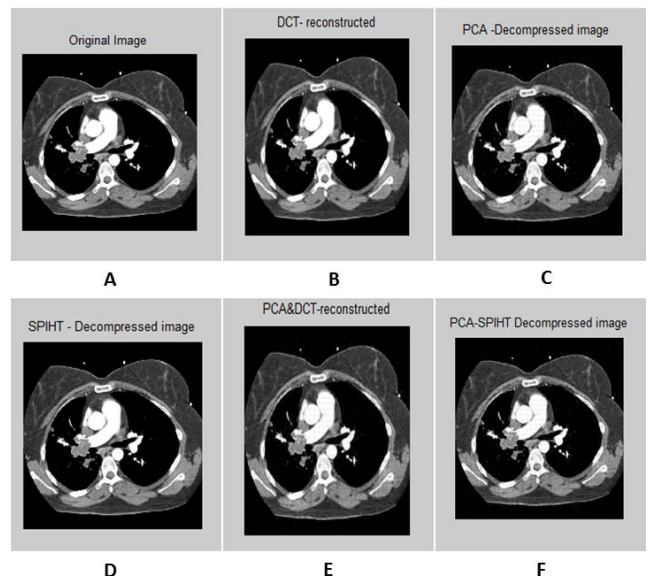 Original Image
DCT- reconstructed
PCA -Decompressed image
A
B
C
SPIHT - Decompressed image
PCA&DCT-reconstructed
PCA-SPIHT Decompressed image
D
E
F